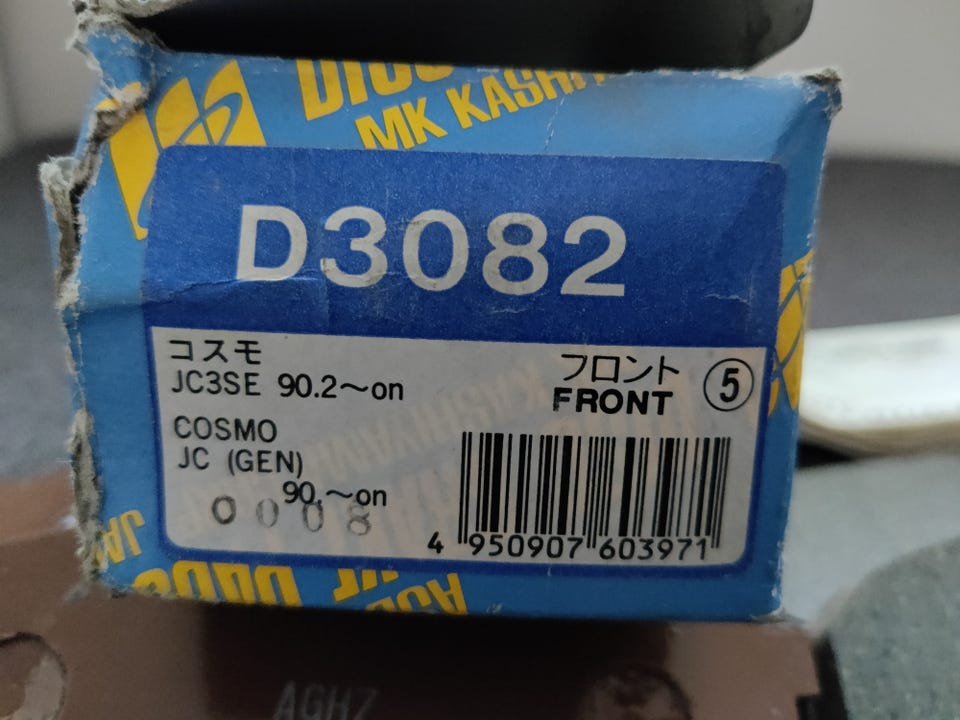 MK KASHIYAMA
D3082
コスモ
JC3SE 90.2～on
フロント
FRONT
⑤
COSMO
JC (GEN)
90.～on
0008
4 950907 603971
AGH7